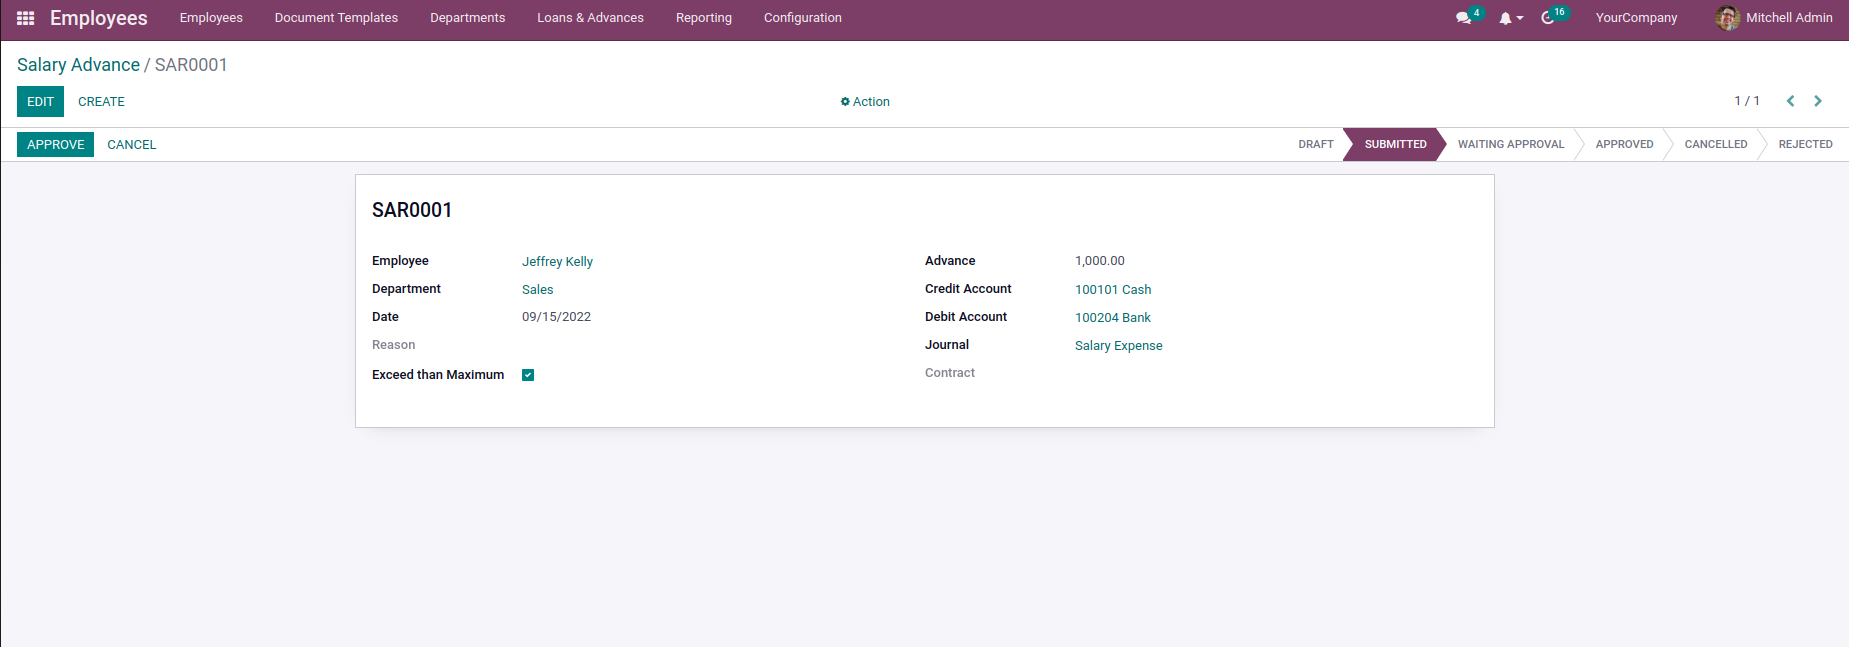 Employees Employees Document Templates Departments Loans & Advances Reporting Configuration 4 16 YourCompany Mitchell Admin
Salary Advance / SAR0001
EDIT CREATE Action 1 / 1
APPROVE CANCEL DRAFT SUBMITTED WAITING APPROVAL APPROVED CANCELLED REJECTED
SAR0001
Employee Jeffrey Kelly Advance 1,000.00
Department Sales Credit Account 100101 Cash
Date 09/15/2022 Debit Account 100204 Bank
Reason Journal Salary Expense
Exceed than Maximum Contract